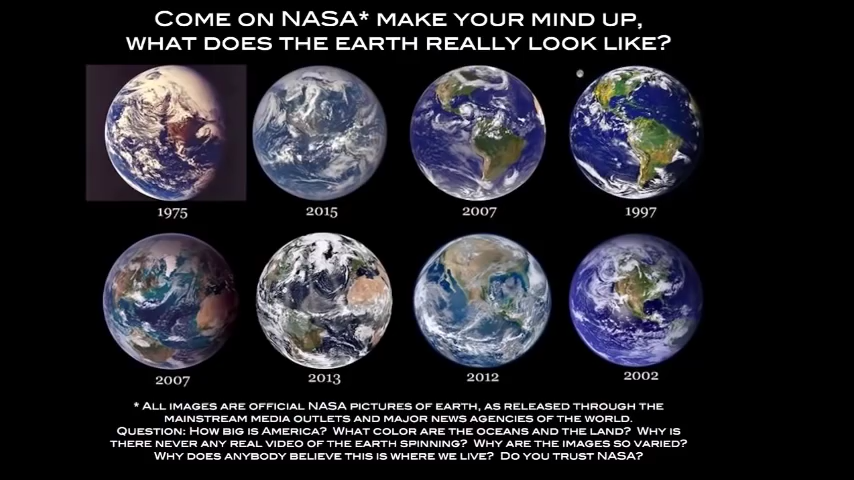 Come on NASA* make your mind up,
what does the earth really look like?
1975
2015
2007
1997
2007
2013
2012
2002
* All images are official NASA pictures of earth, as released through the
mainstream media outlets and major news agencies of the world.
Question: How big is America? What color are the oceans and the land? Why is
there never any real video of the earth spinning? Why are the images so varied?
Why does anybody believe this is where we live? Do you trust NASA?